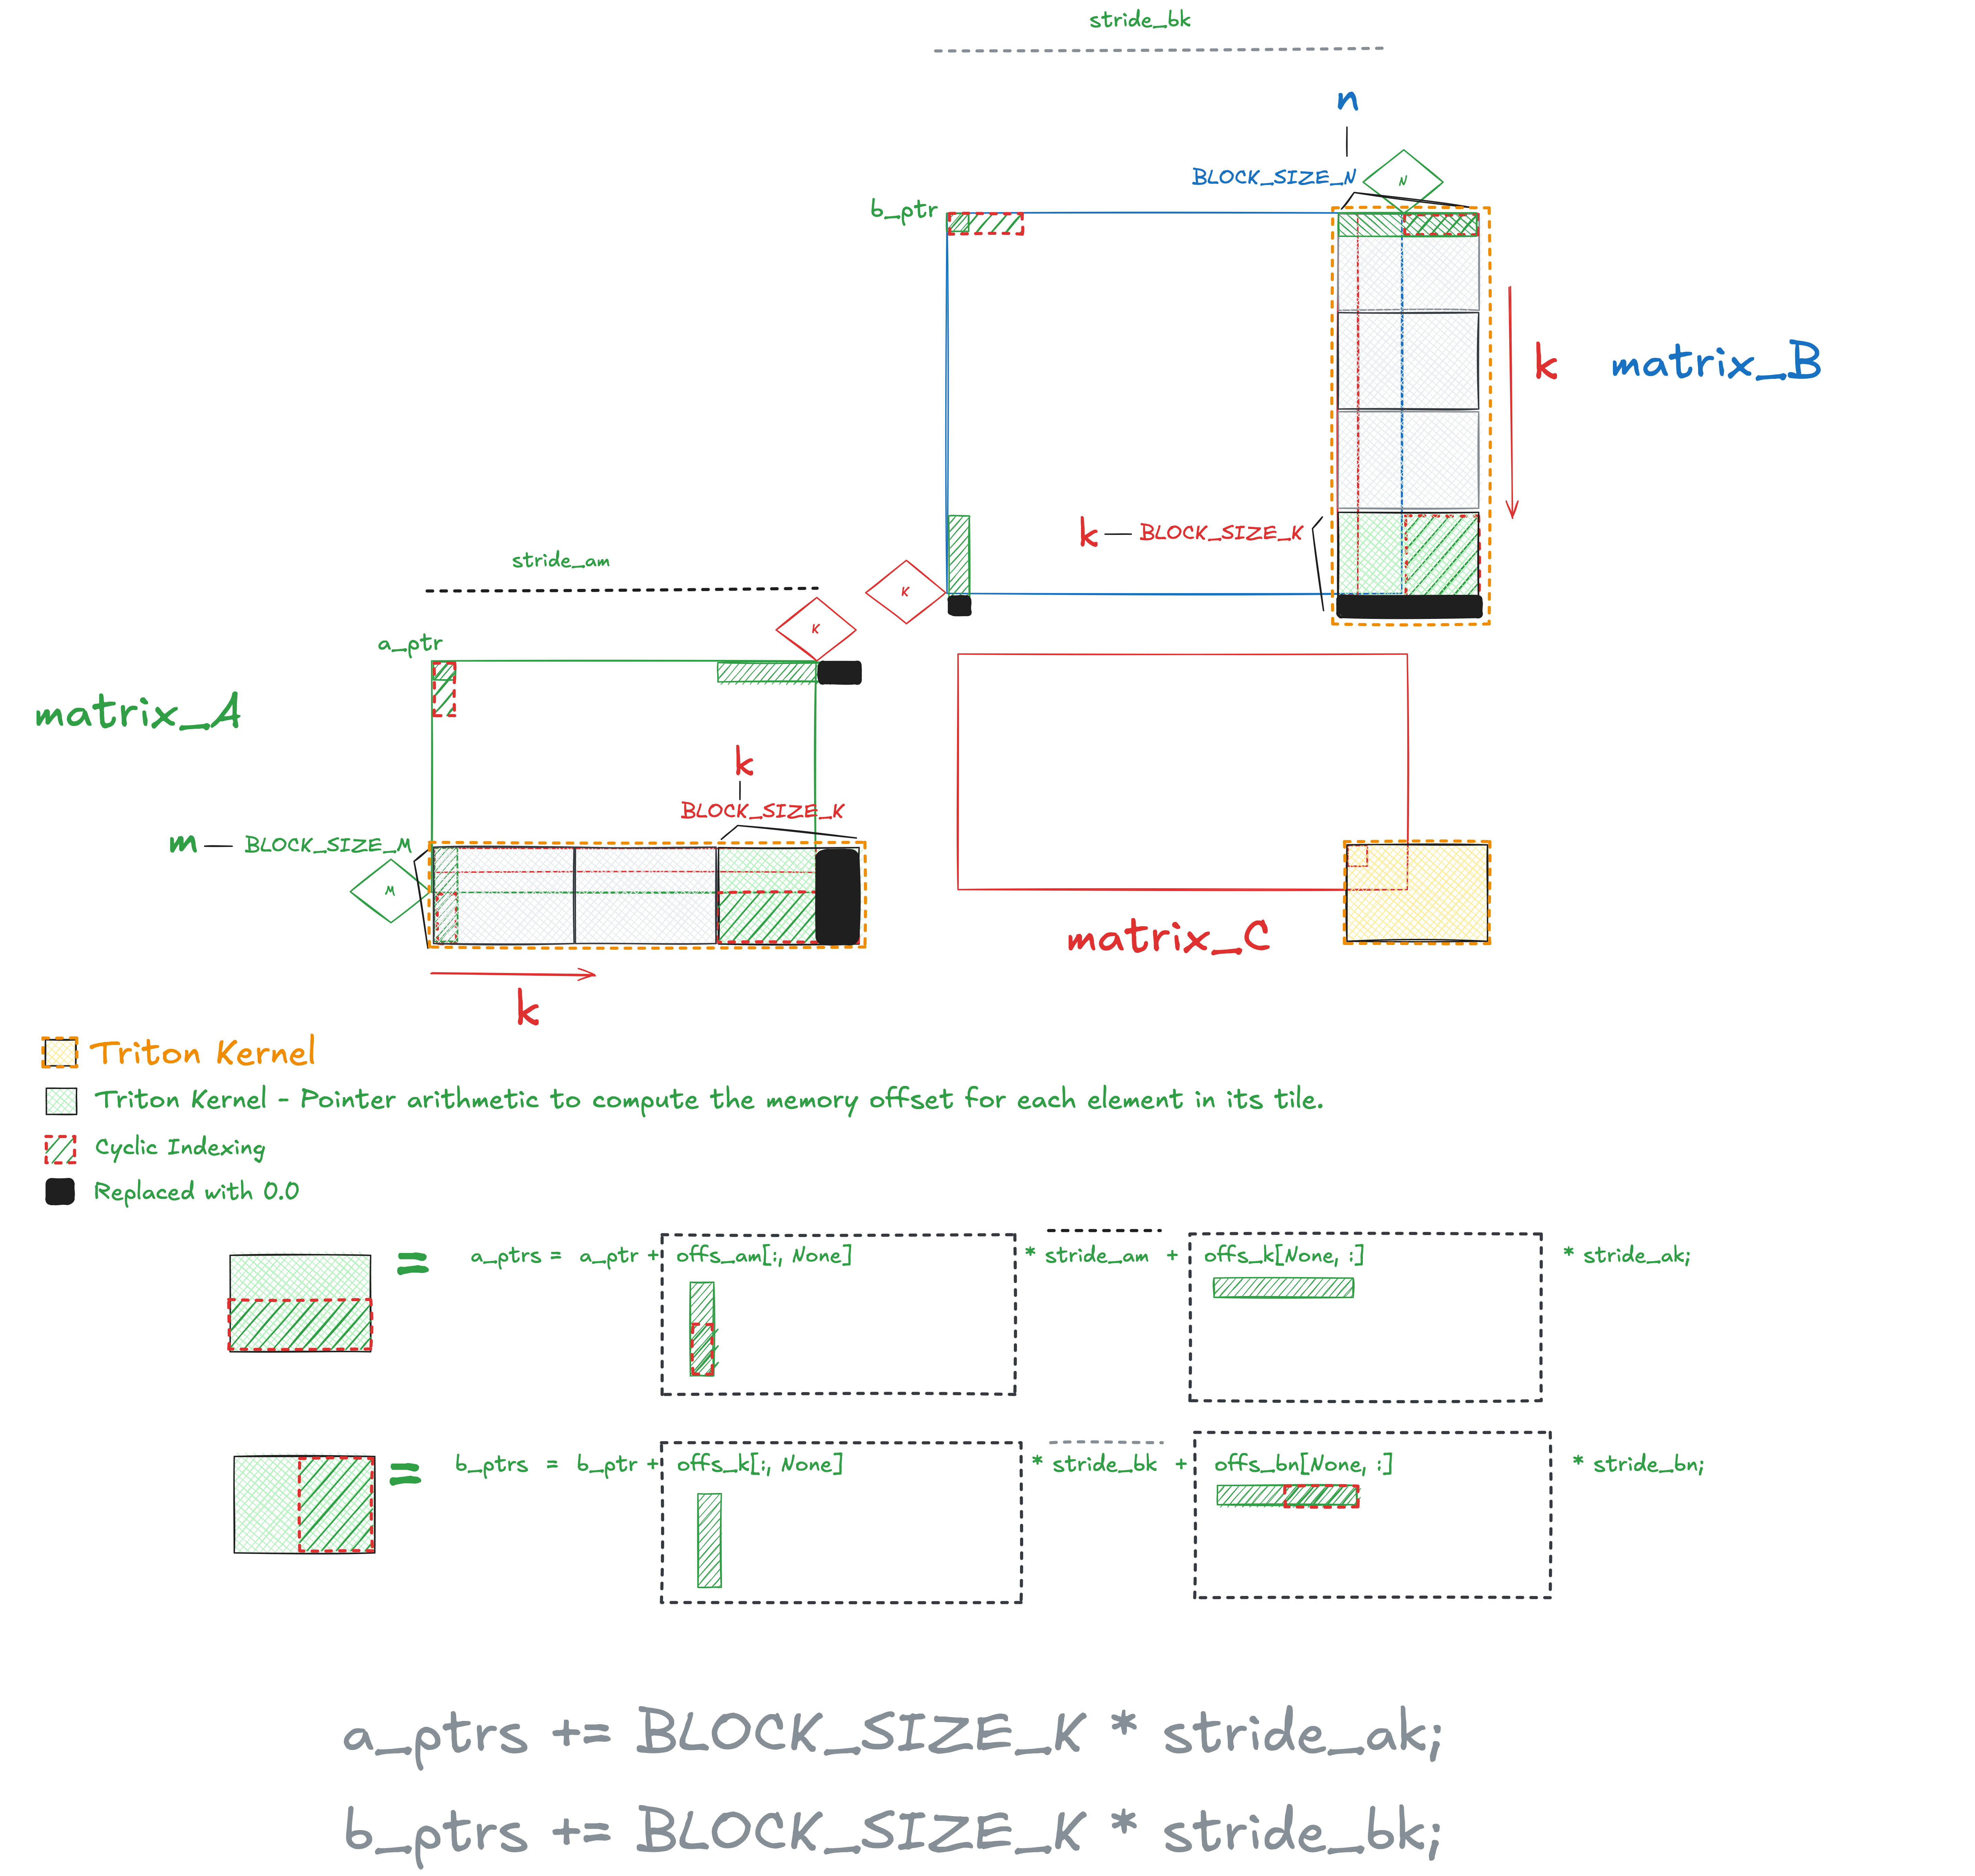 stride_bk
n
BLOCK_SIZE_N
N
b_ptr
k
matrix_B
k — BLOCK_SIZE_K
stride_am
K
K
a_ptr
matrix_A
k
BLOCK_SIZE_K
m — BLOCK_SIZE_M
M
matrix_C
k
Triton Kernel
Triton Kernel - Pointer arithmetic to compute the memory offset for each element in its tile.
Cyclic Indexing
Replaced with 0.0
= a_ptrs = a_ptr + offs_am[:, None] * stride_am + offs_k[None, :] * stride_ak;
= b_ptrs = b_ptr + offs_k[:, None] * stride_bk + offs_bn[None, :] * stride_bn;
a_ptrs += BLOCK_SIZE_K * stride_ak;
b_ptrs += BLOCK_SIZE_K * stride_bk;